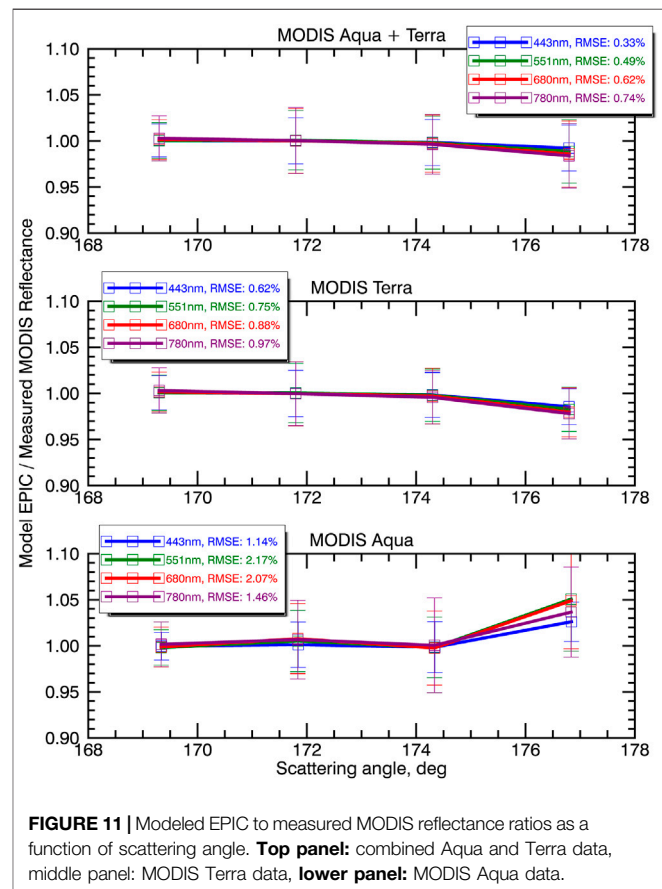 MODIS Aqua + Terra
443nm, RMSE: 0.33%
551nm, RMSE: 0.49%
680nm, RMSE: 0.62%
780nm, RMSE: 0.74%
1.10
1.05
1.00
0.95
0.90
168 170 172 174 176 178
MODIS Terra
443nm, RMSE: 0.62%
551nm, RMSE: 0.75%
680nm, RMSE: 0.88%
780nm, RMSE: 0.97%
1.10
1.05
1.00
0.95
0.90
168 170 172 174 176 178
Model EPIC / Measured MODIS Reflectance
MODIS Aqua
443nm, RMSE: 1.14%
551nm, RMSE: 2.17%
680nm, RMSE: 2.07%
780nm, RMSE: 1.46%
1.10
1.05
1.00
0.95
0.90
168 170 172 174 176 178
Scattering angle, deg
FIGURE 11 | Modeled EPIC to measured MODIS reflectance ratios as a
function of scattering angle. Top panel: combined Aqua and Terra data,
middle panel: MODIS Terra data, lower panel: MODIS Aqua data.